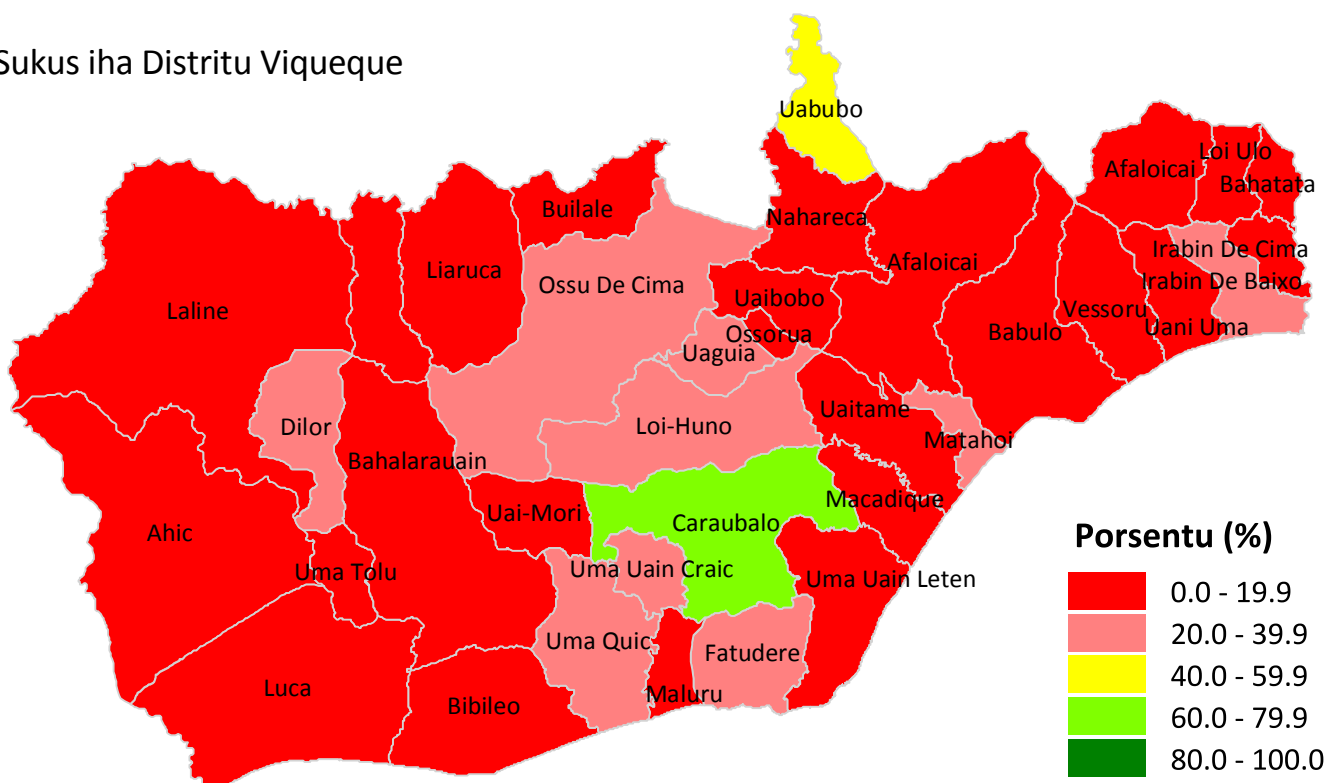 Sukus iha Distritu Viqueque
Uabubo
Afaloicai
Loi Ulo
Bahatata
Builale
Nahareca
Irabin De Cima
Liaruca
Afaloicai
Irabin De Baixo
Ossu De Cima
Uaibobo
Laline
Vessoru
Uani Uma
Babulo
Ossorua
Uaguia
Uaitame
Dilor
Loi-Huno
Matahoi
Bahalarauain
Macadique
Uai-Mori
Caraubalo
Ahic
Uma Tolu
Uma Uain Craic
Uma Uain Leten
Uma Quic
Fatudere
Luca
Maluru
Bibileo
Porsentu (%)
0.0 - 19.9
20.0 - 39.9
40.0 - 59.9
60.0 - 79.9
80.0 - 100.0